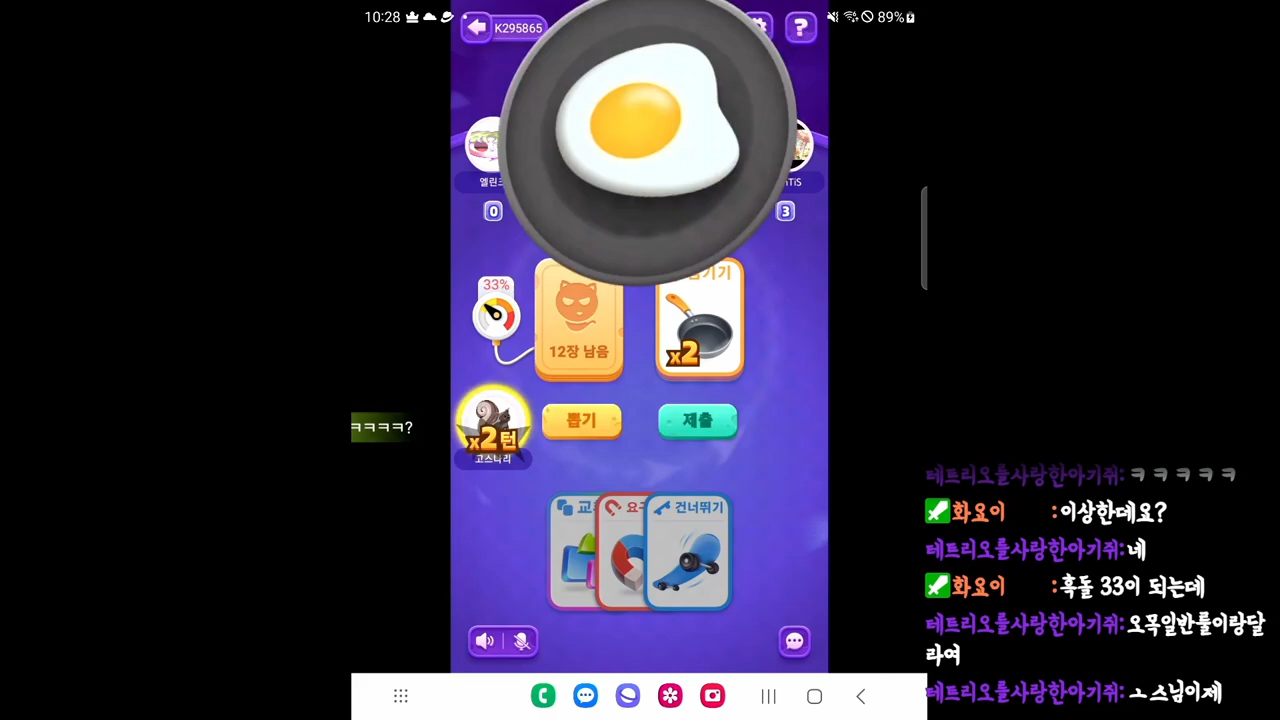 10:28
89%
K295865
?
엘린
TiS
0
3
33%
12장 남음
x2
뽑기
제출
x2턴
고스나리
교
요
건너뛰기
ㅋㅋㅋㅋ?
테트리오를사랑한아기쥐: ㅋㅋㅋㅋㅋ
화요이 :이상한데요?
테트리오를사랑한아기쥐: 네
화요이 :흑돌 33이 되는데
테트리오를사랑한아기쥐: 오목일반룰이랑달
라여
테트리오를사랑한아기쥐: ㅗ스님이제